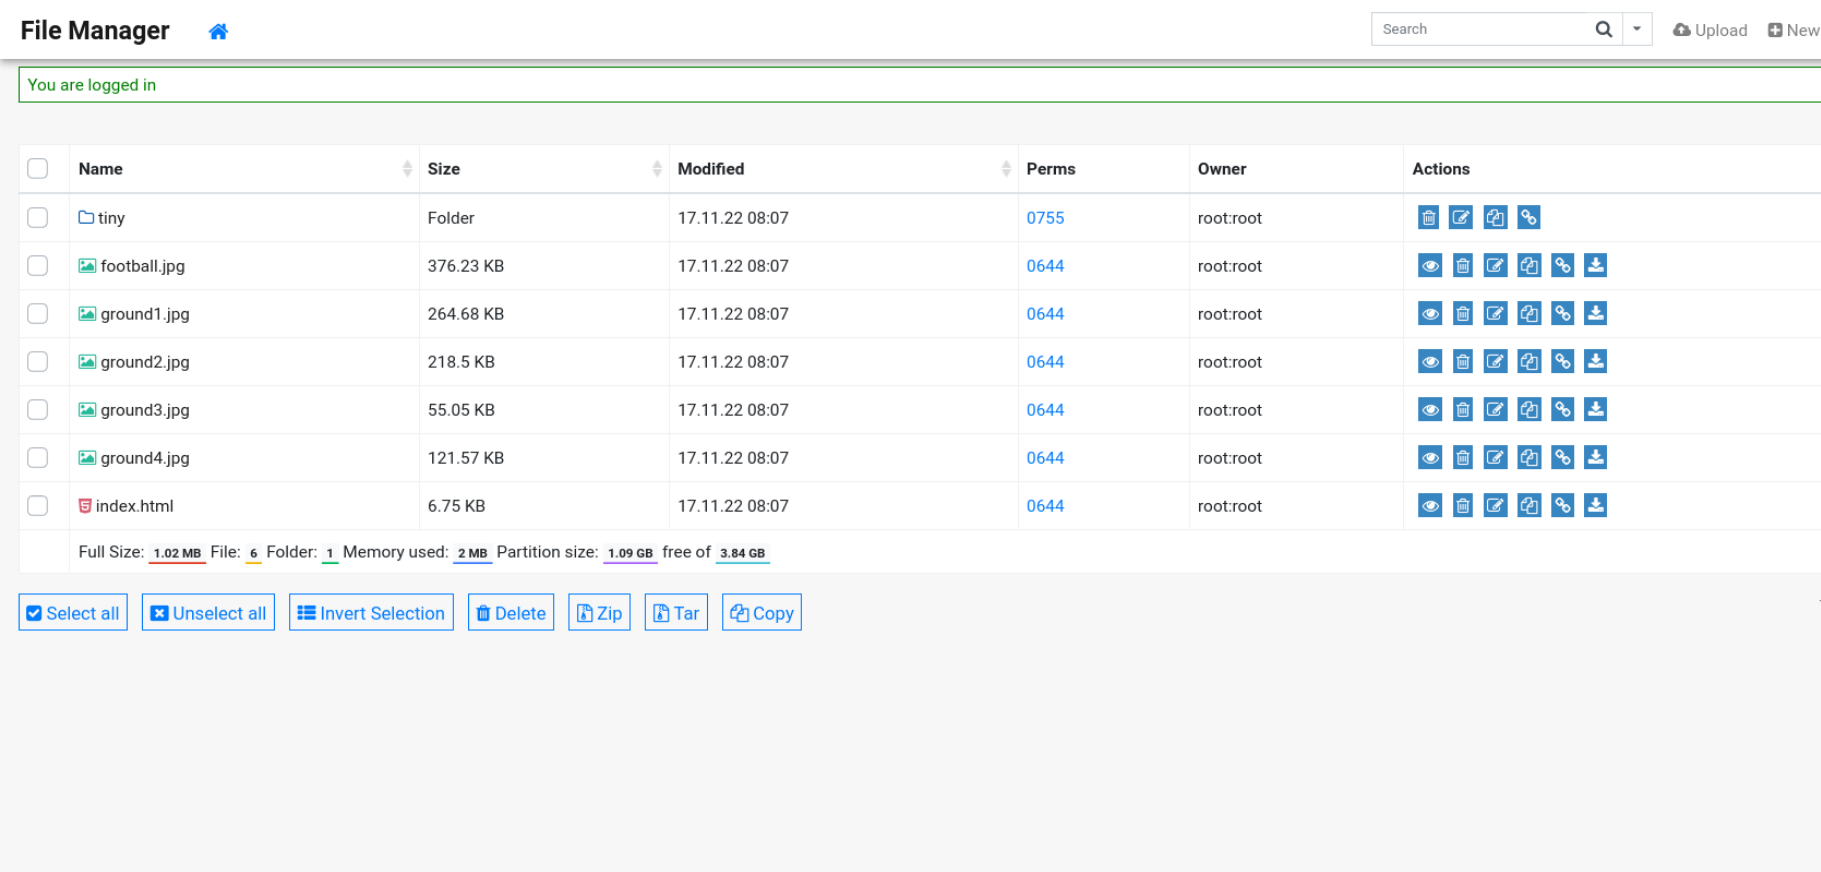 File Manager Search Upload New
You are logged in
Name Size Modified Perms Owner Actions
tiny Folder 17.11.22 08:07 0755 root:root
football.jpg 376.23 KB 17.11.22 08:07 0644 root:root
ground1.jpg 264.68 KB 17.11.22 08:07 0644 root:root
ground2.jpg 218.5 KB 17.11.22 08:07 0644 root:root
ground3.jpg 55.05 KB 17.11.22 08:07 0644 root:root
ground4.jpg 121.57 KB 17.11.22 08:07 0644 root:root
index.html 6.75 KB 17.11.22 08:07 0644 root:root
Full Size: 1.02 MB File: 6 Folder: 1 Memory used: 2 MB Partition size: 1.09 GB free of 3.84 GB
Select all Unselect all Invert Selection Delete Zip Tar Copy